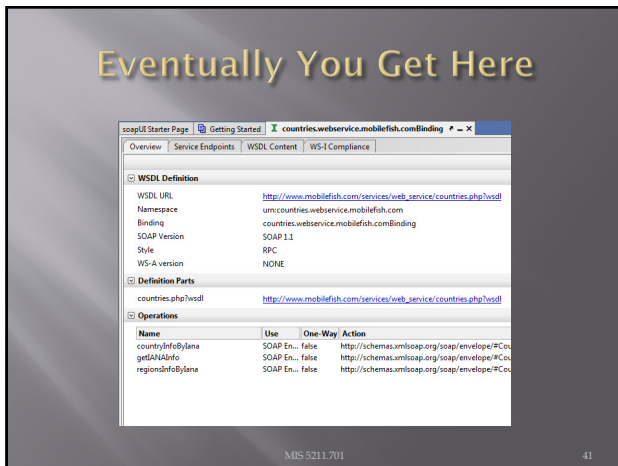 Eventually You Get Here
soapUI Starter Page Getting Started countries.webservice.mobilefish.comBinding
Overview Service Endpoints WSDL Content WS-I Compliance
WSDL Definition
WSDL URL http://www.mobilefish.com/services/web_service/countries.php?wsdl
Namespace urn:countries.webservice.mobilefish.com
Binding countries.webservice.mobilefish.comBinding
SOAP Version SOAP 1.1
Style RPC
WS-A version NONE
Definition Parts
countries.php?wsdl http://www.mobilefish.com/services/web_service/countries.php?wsdl
Operations
Name Use One-Way Action
countryInfoByIana SOAP En... false http://schemas.xmlsoap.org/soap/envelope/#Cou
getIANAInfo SOAP En... false http://schemas.xmlsoap.org/soap/envelope/#Cou
regionsInfoByIana SOAP En... false http://schemas.xmlsoap.org/soap/envelope/#Cou
MIS 5211.701 41